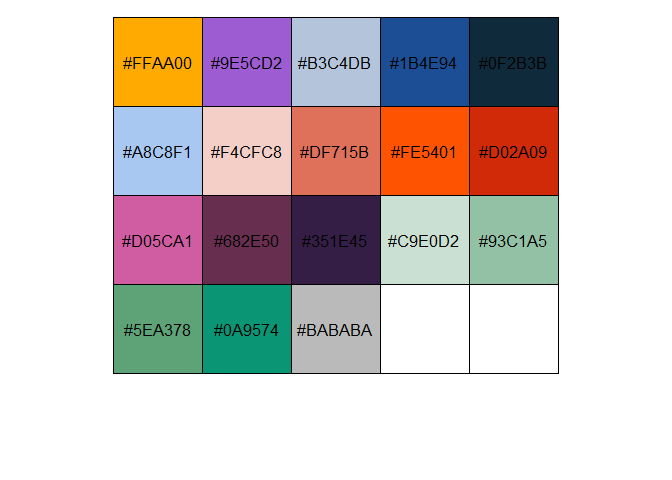 #FFAA00 #9E5CD2 #B3C4DB #1B4E94 #0F2B3B
#A8C8F1 #F4CFC8 #DF715B #FE5401 #D02A09
#D05CA1 #682E50 #351E45 #C9E0D2 #93C1A5
#5EA378 #0A9574 #BABABA